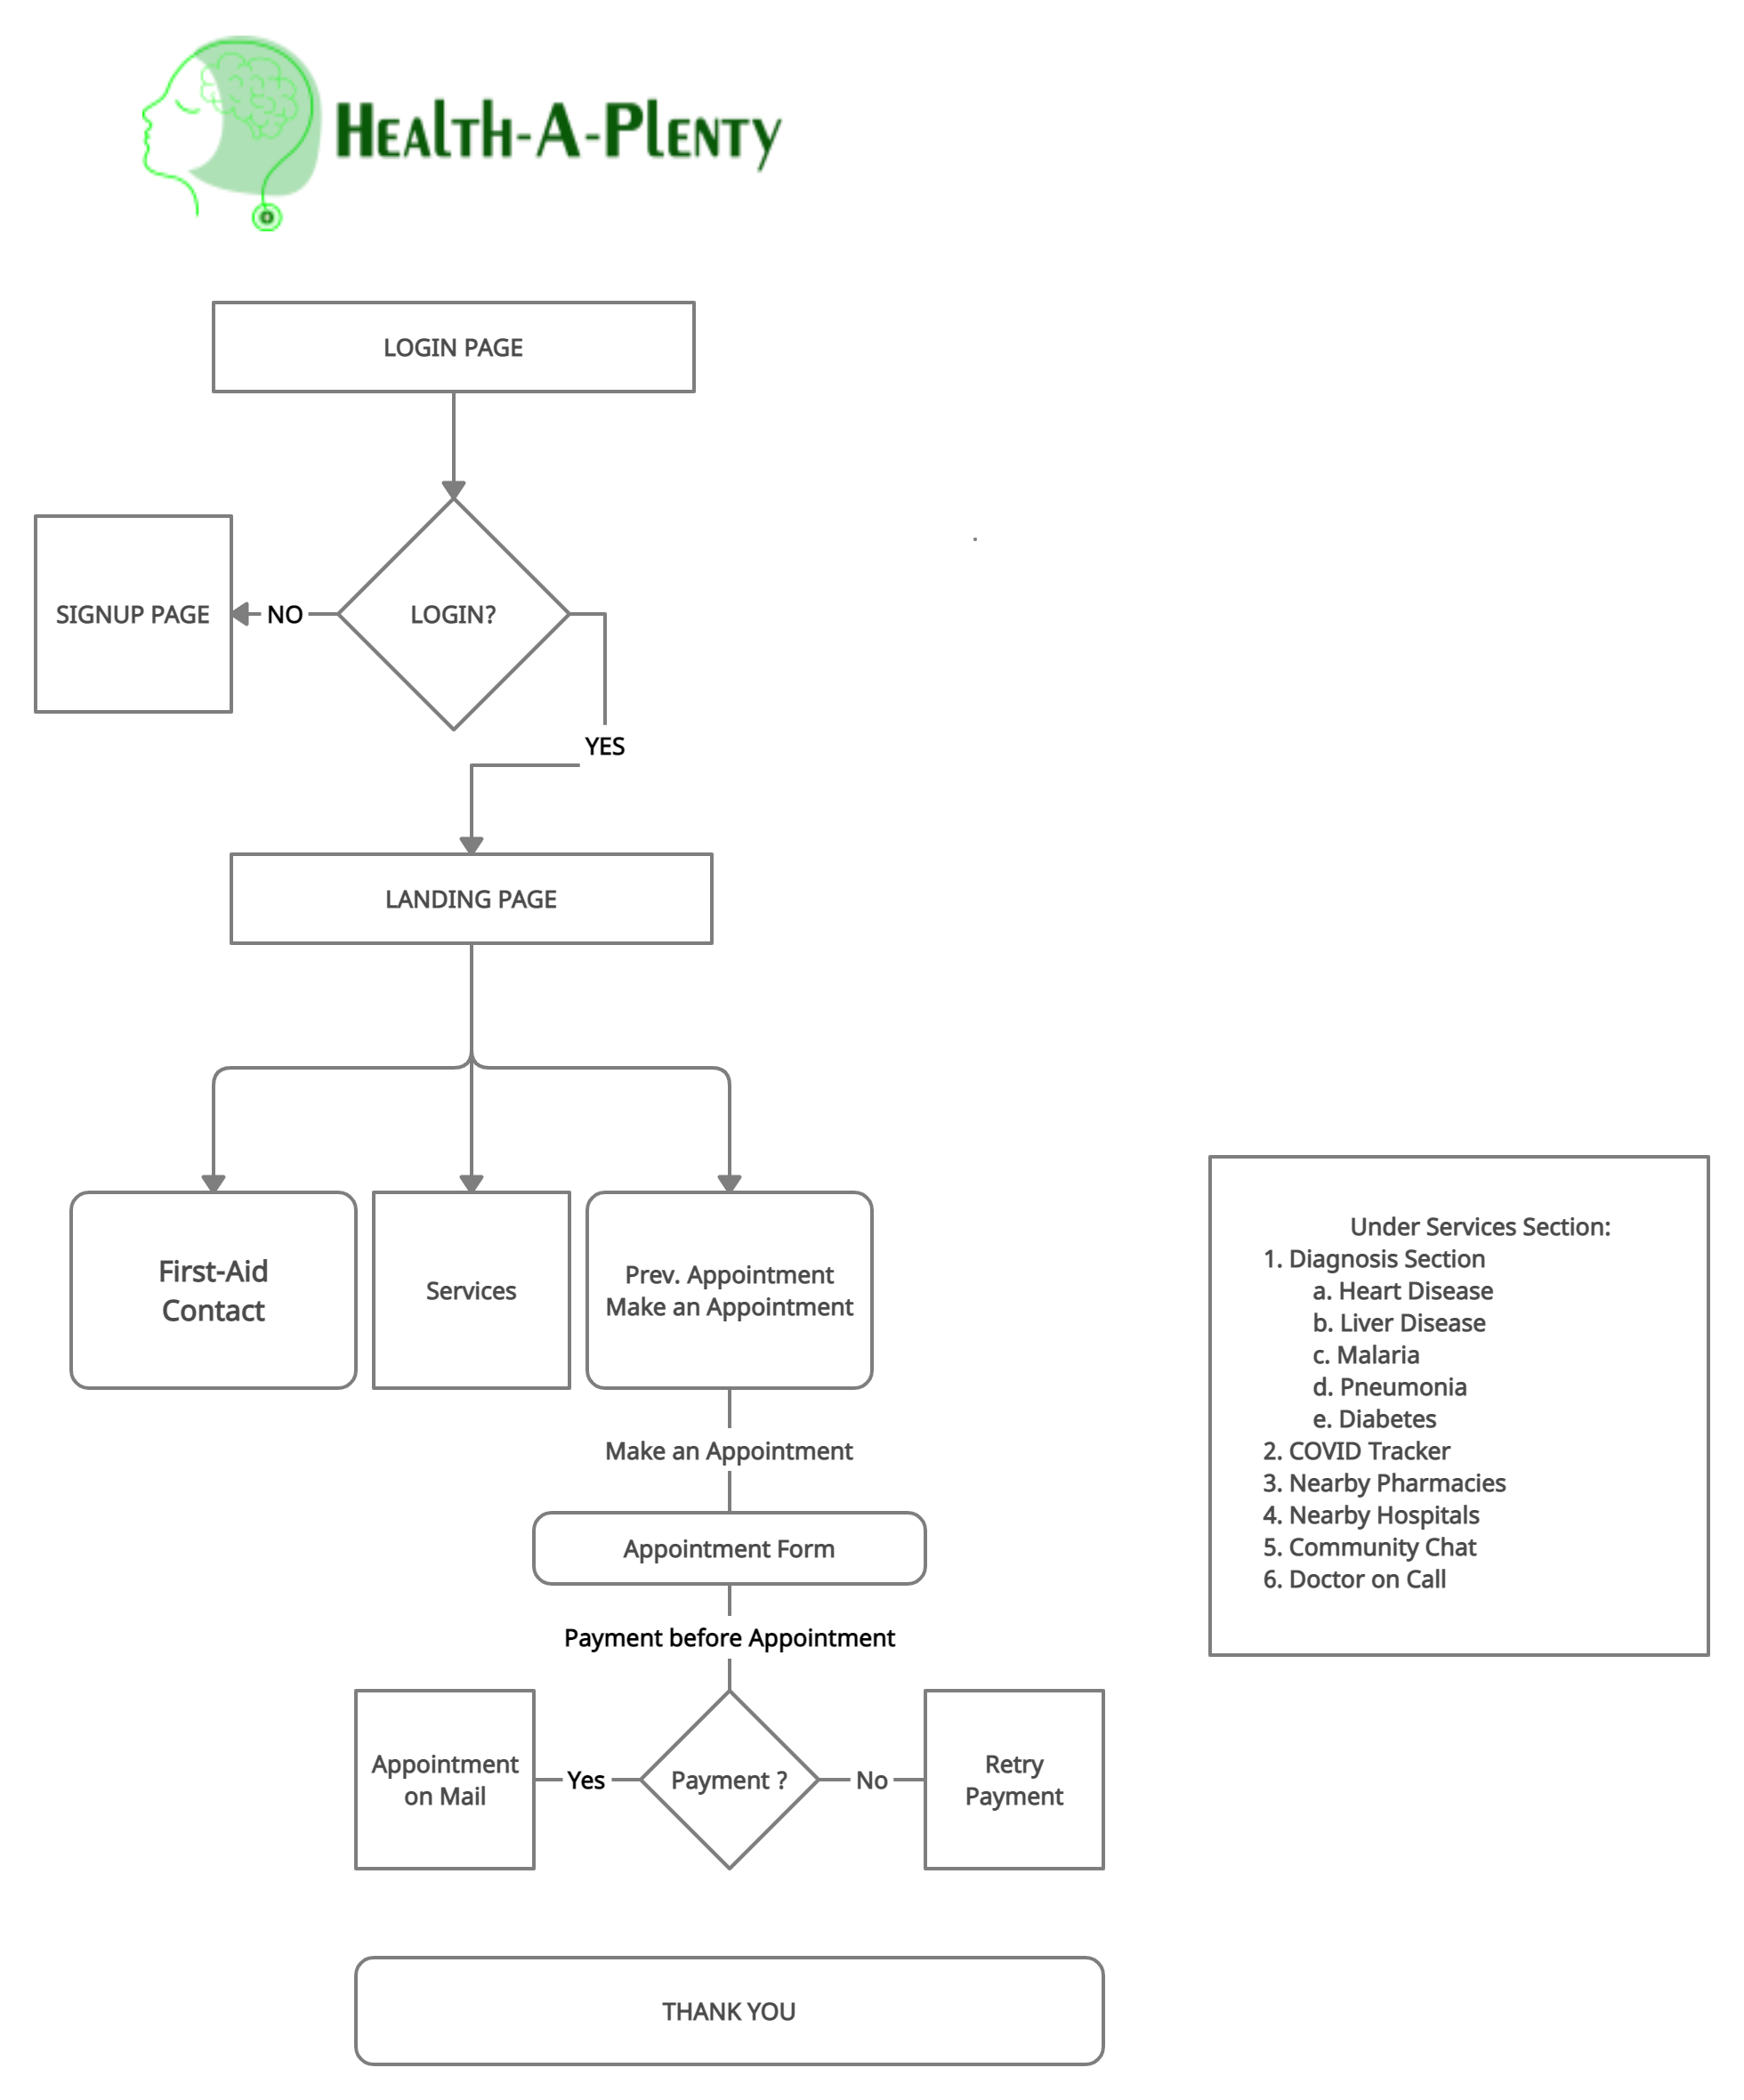 Health-A-Plenty
LOGIN PAGE
LOGIN?
NO
SIGNUP PAGE
YES
LANDING PAGE
First-Aid
Contact
Services
Prev. Appointment
Make an Appointment
Make an Appointment
Appointment Form
Payment before Appointment
Payment ?
Yes
Appointment
on Mail
No
Retry
Payment
THANK YOU
Under Services Section:
1. Diagnosis Section
a. Heart Disease
b. Liver Disease
c. Malaria
d. Pneumonia
e. Diabetes
2. COVID Tracker
3. Nearby Pharmacies
4. Nearby Hospitals
5. Community Chat
6. Doctor on Call